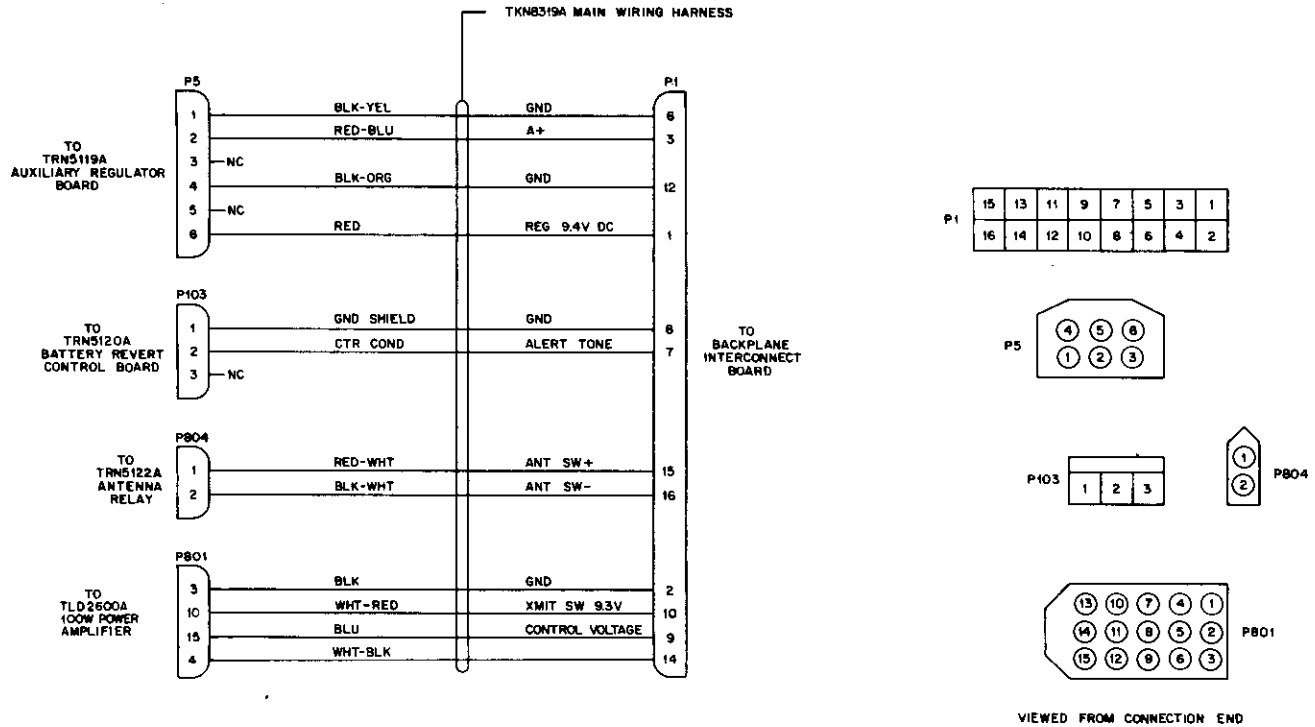 TKN8319A MAIN WIRING HARNESS
P5
P1
1 BLK-YEL GND 6
2 RED-BLU A+ 3
3 NC
4 BLK-ORG GND 12
5 NC
6 RED REG 9.4V DC 1
TO
TRN5119A
AUXILIARY REGULATOR
BOARD
P103
1 GND SHIELD GND 8
2 CTR COND ALERT TONE 7
3 NC
TO
TRN5120A
BATTERY REVERT
CONTROL BOARD
TO
BACKPLANE
INTERCONNECT
BOARD
P804
1 RED-WHT ANT SW+ 15
2 BLK-WHT ANT SW- 16
TO
TRN5122A
ANTENNA
RELAY
P801
3 BLK GND 2
10 WHT-RED XMIT SW 9.3V 10
15 BLU CONTROL VOLTAGE 9
4 WHT-BLK 14
TO
TLD2600A
100W POWER
AMPLIFIER
P1
15 13 11 9 7 5 3 1
16 14 12 10 8 6 4 2
P5
4 5 6
1 2 3
P103
1 2 3
P804
1
2
P801
13 10 7 4 1
14 11 8 5 2
15 12 9 6 3
VIEWED FROM CONNECTION END